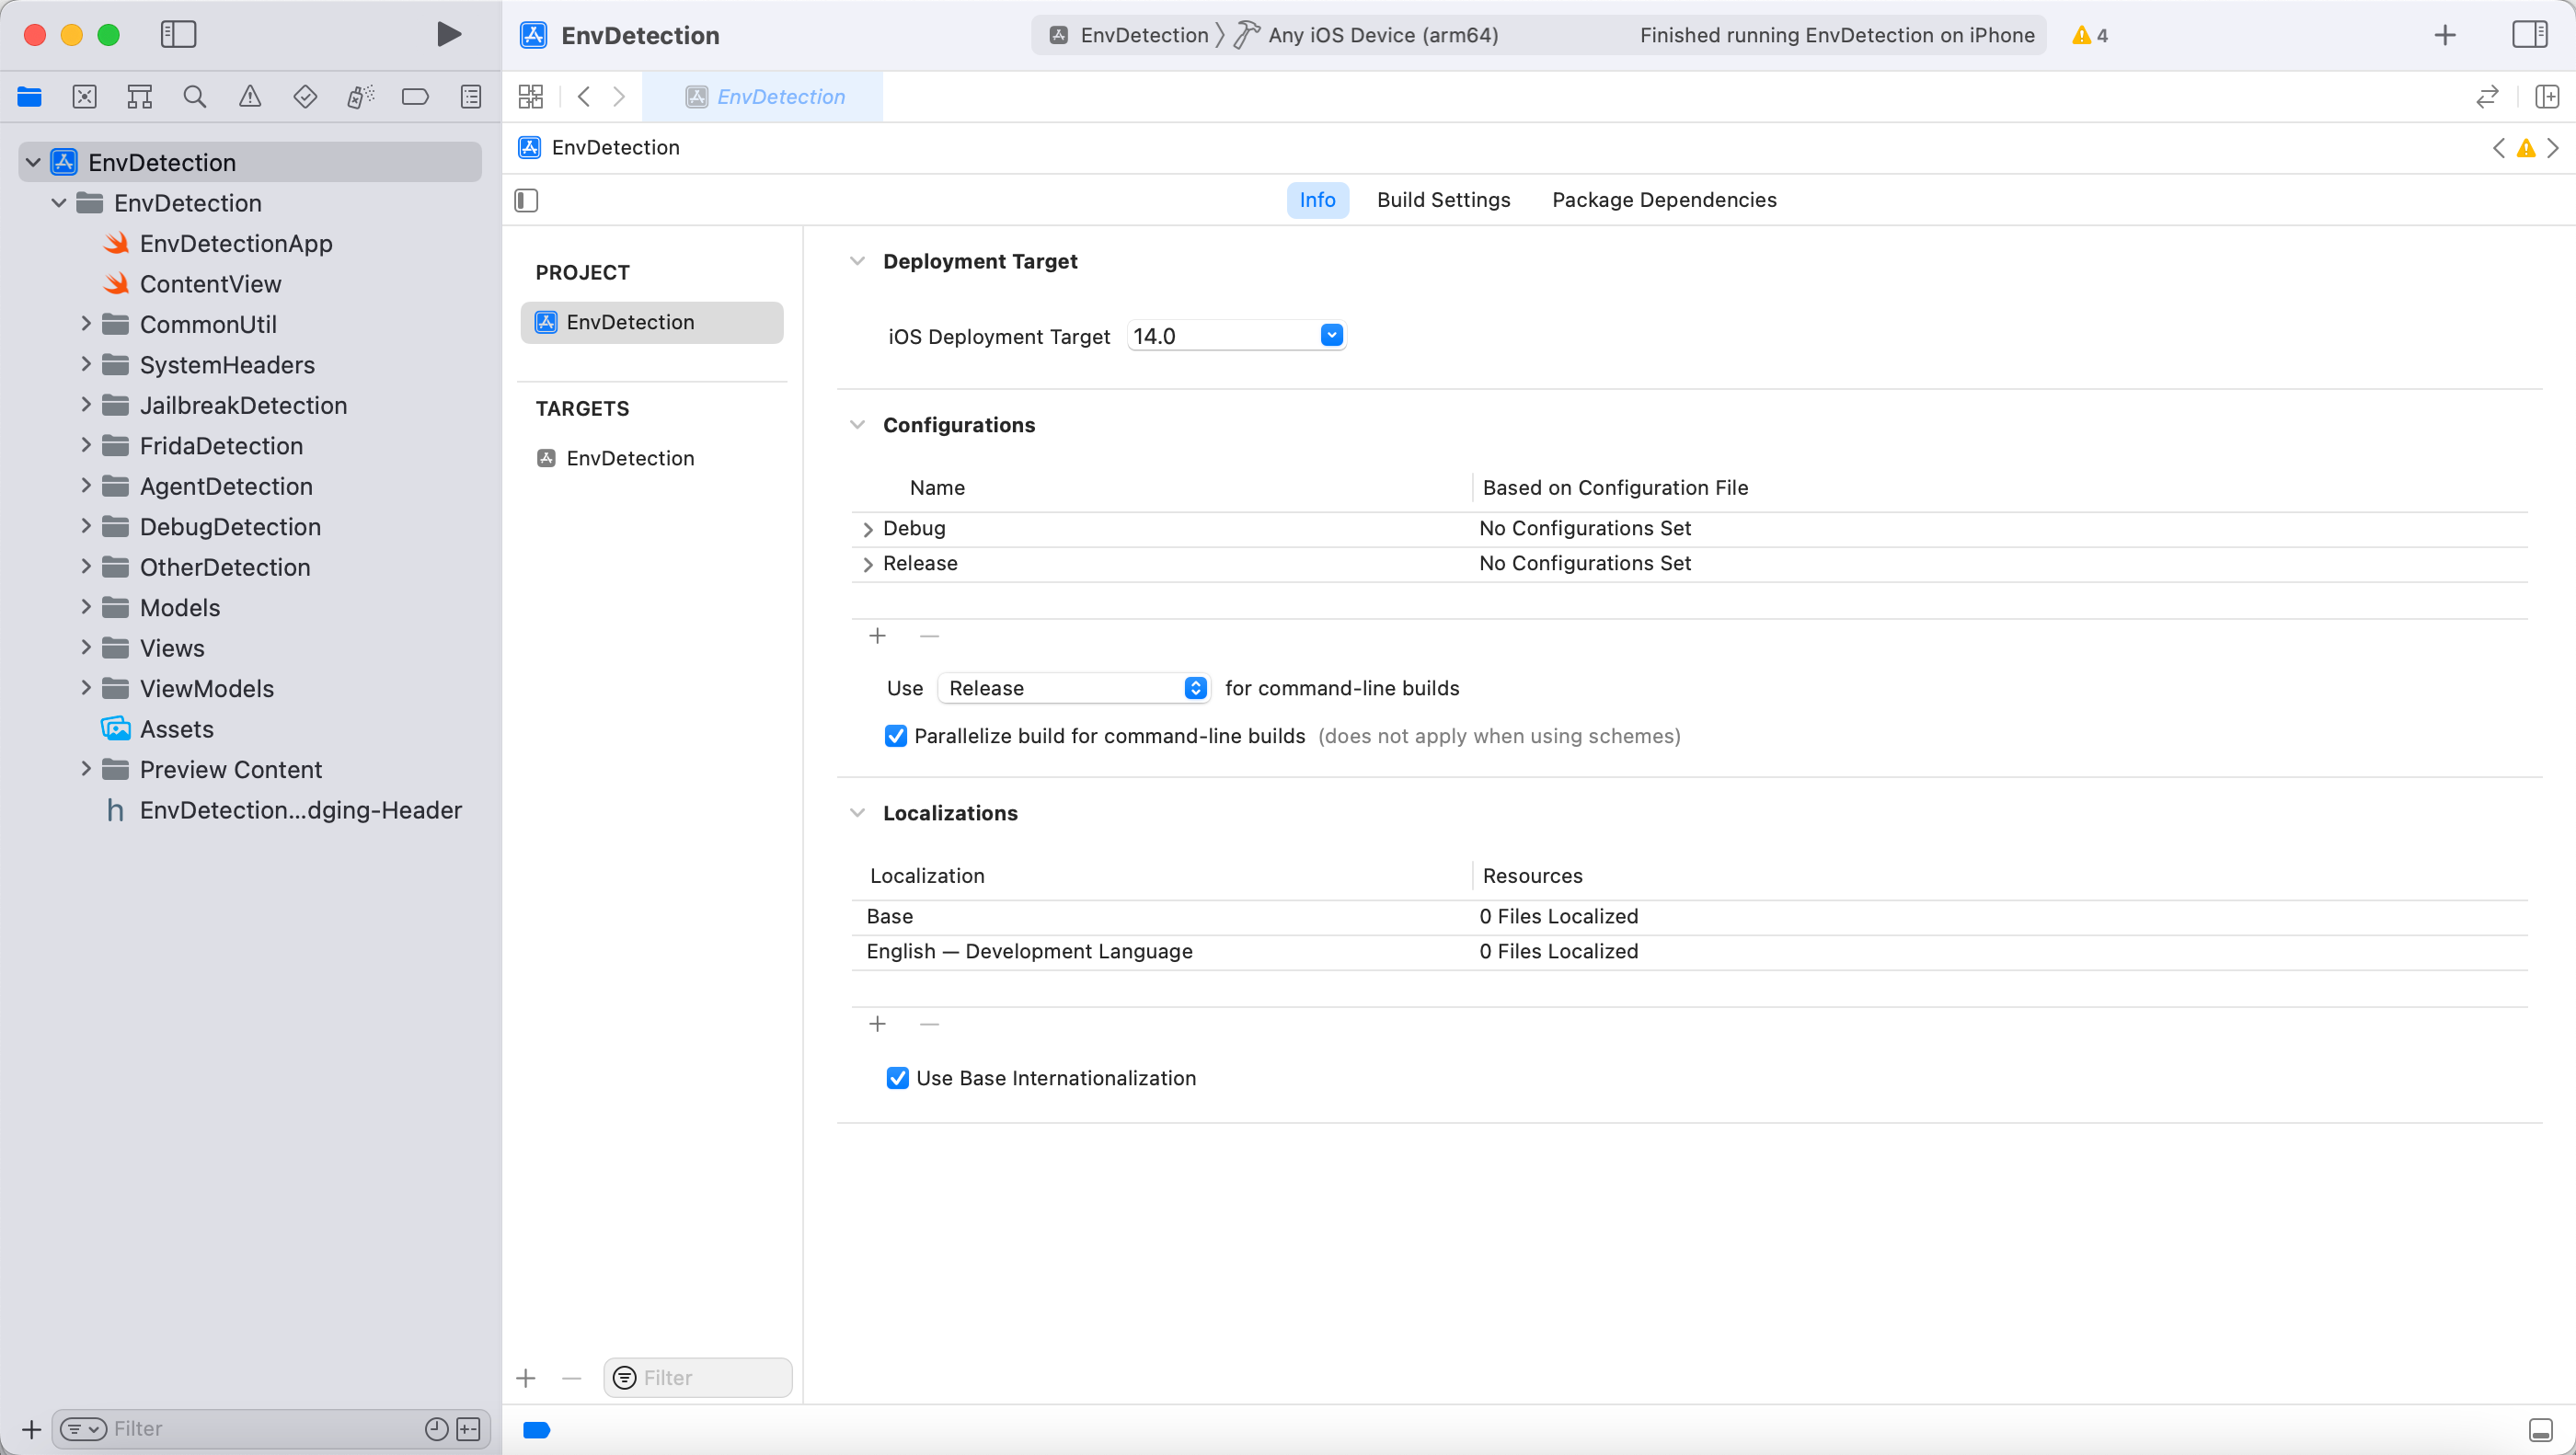 EnvDetection
EnvDetection
Any iOS Device (arm64)
Finished running EnvDetection on iPhone
4
EnvDetection
EnvDetection
EnvDetection
EnvDetection
EnvDetectionApp
ContentView
CommonUtil
SystemHeaders
JailbreakDetection
FridaDetection
AgentDetection
DebugDetection
OtherDetection
Models
Views
ViewModels
Assets
Preview Content
h EnvDetection...dging-Header
Filter
Info
Build Settings
Package Dependencies
PROJECT
EnvDetection
TARGETS
EnvDetection
Filter
Deployment Target
iOS Deployment Target 14.0
Configurations
Name Based on Configuration File
Debug No Configurations Set
Release No Configurations Set
Use Release for command-line builds
Parallelize build for command-line builds (does not apply when using schemes)
Localizations
Localization Resources
Base 0 Files Localized
English — Development Language 0 Files Localized
Use Base Internationalization